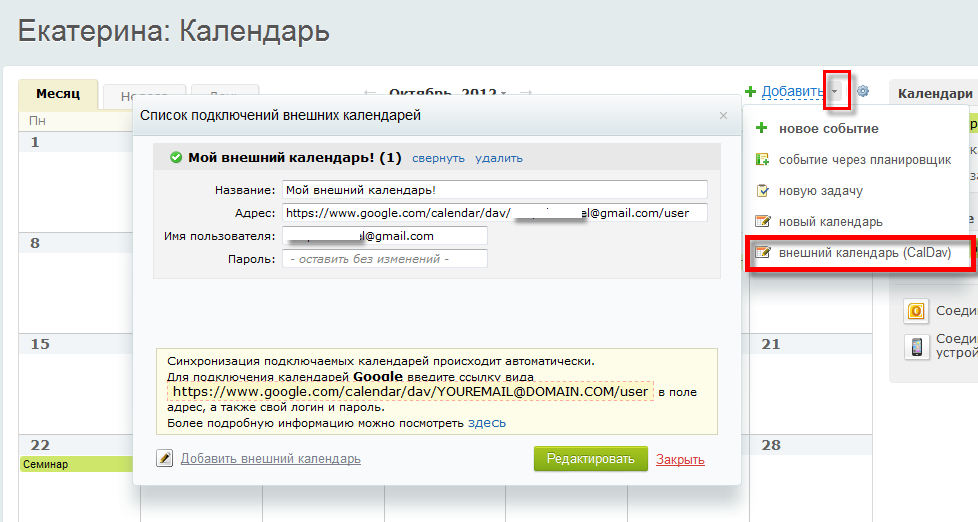 Екатерина: Календарь
Месяц
Октябрь, 2012
Добавить
Календари
Пн
1
8
15
22
Семинар
21
28
новое событие
событие через планировщик
новую задачу
новый календарь
внешний календарь (CalDav)
Соеди
Соеди
устрой
Список подключений внешних календарей
Мой внешний календарь! (1) свернуть удалить
Название: Мой внешний календарь!
Адрес: https://www.google.com/calendar/dav/ el@gmail.com/user
Имя пользователя: @gmail.com
Пароль: - оставить без изменений -
Синхронизация подключаемых календарей происходит автоматически.
Для подключения календарей Google введите ссылку вида
https://www.google.com/calendar/dav/YOUREMAIL@DOMAIN.COM/user в поле
адрес, а также свой логин и пароль.
Более подробную информацию можно посмотреть здесь
Добавить внешний календарь
Редактировать
Закрыть